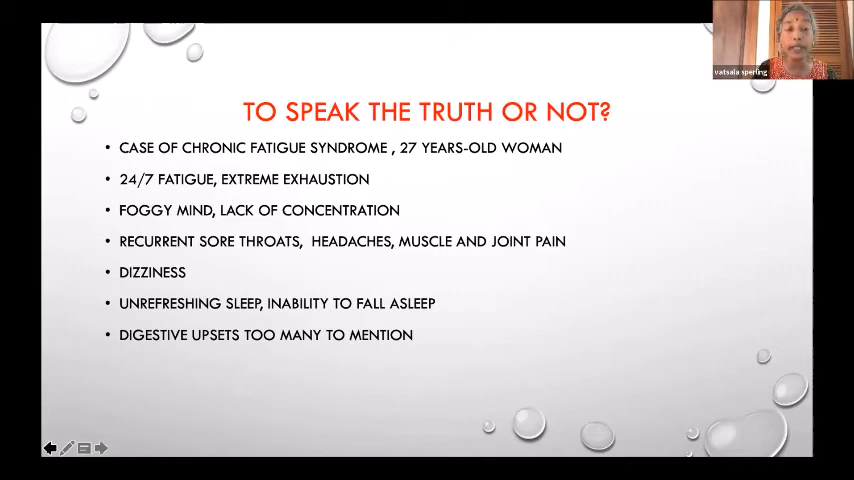 vatsala sperling
TO SPEAK THE TRUTH OR NOT?
• CASE OF CHRONIC FATIGUE SYNDROME , 27 YEARS-OLD WOMAN
• 24/7 FATIGUE, EXTREME EXHAUSTION
• FOGGY MIND, LACK OF CONCENTRATION
• RECURRENT SORE THROATS, HEADACHES, MUSCLE AND JOINT PAIN
• DIZZINESS
• UNREFRESHING SLEEP, INABILITY TO FALL ASLEEP
• DIGESTIVE UPSETS TOO MANY TO MENTION